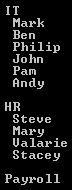 IT
Mark
Ben
Philip
John
Pam
Andy
HR
Steve
Mary
Valarie
Stacey
Payroll